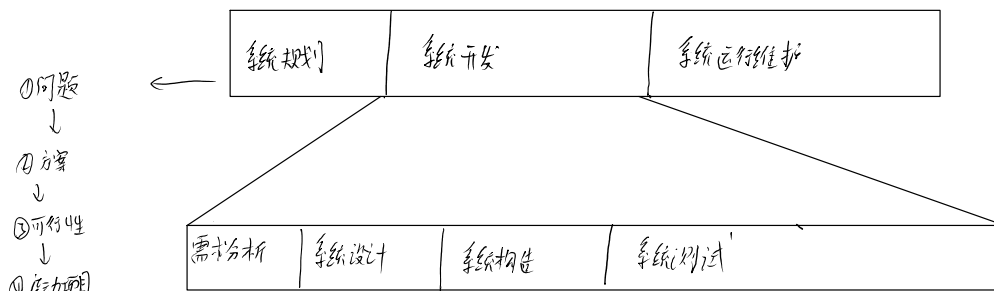 系统规划 系统开发 系统运行维护
①问题
↓
②方案
↓
③可行性
↓
需求分析 系统设计 系统构造 系统测试